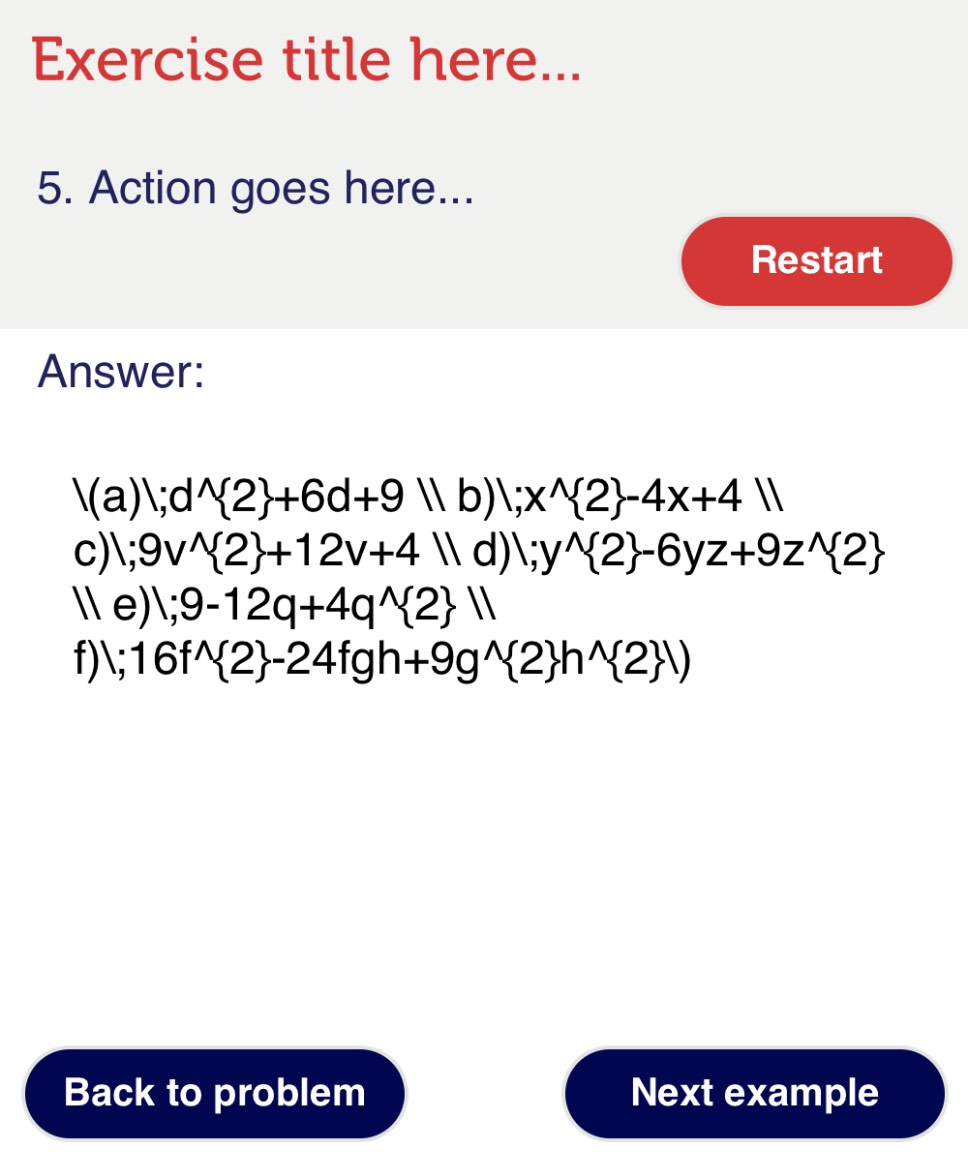 Exercise title here...
5. Action goes here...
Restart
Answer:
\(a)\;d^{2}+6d+9 \\ b)\;x^{2}-4x+4 \\
c)\;9v^{2}+12v+4 \\ d)\;y^{2}-6yz+9z^{2}
\\ e)\;9-12q+4q^{2} \\
f)\;16f^{2}-24fgh+9g^{2}h^{2}\)
Back to problem
Next example